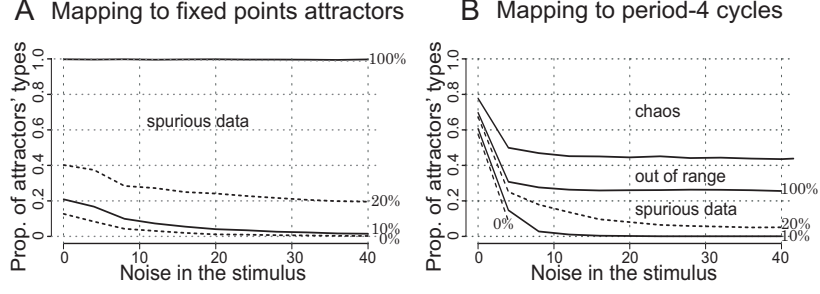 A Mapping to fixed points attractors
Prop. of attractors' types
1.0
0.8
0.6
0.4
0.2
0
spurious data
100%
20%
10%
0%
0 10 20 30 40
Noise in the stimulus
B Mapping to period-4 cycles
Prop. of attractors' types
1.0
0.8
0.6
0.4
0.2
0
chaos
out of range
100%
spurious data
0%
20%
10%
0 10 20 30 40
Noise in the stimulus